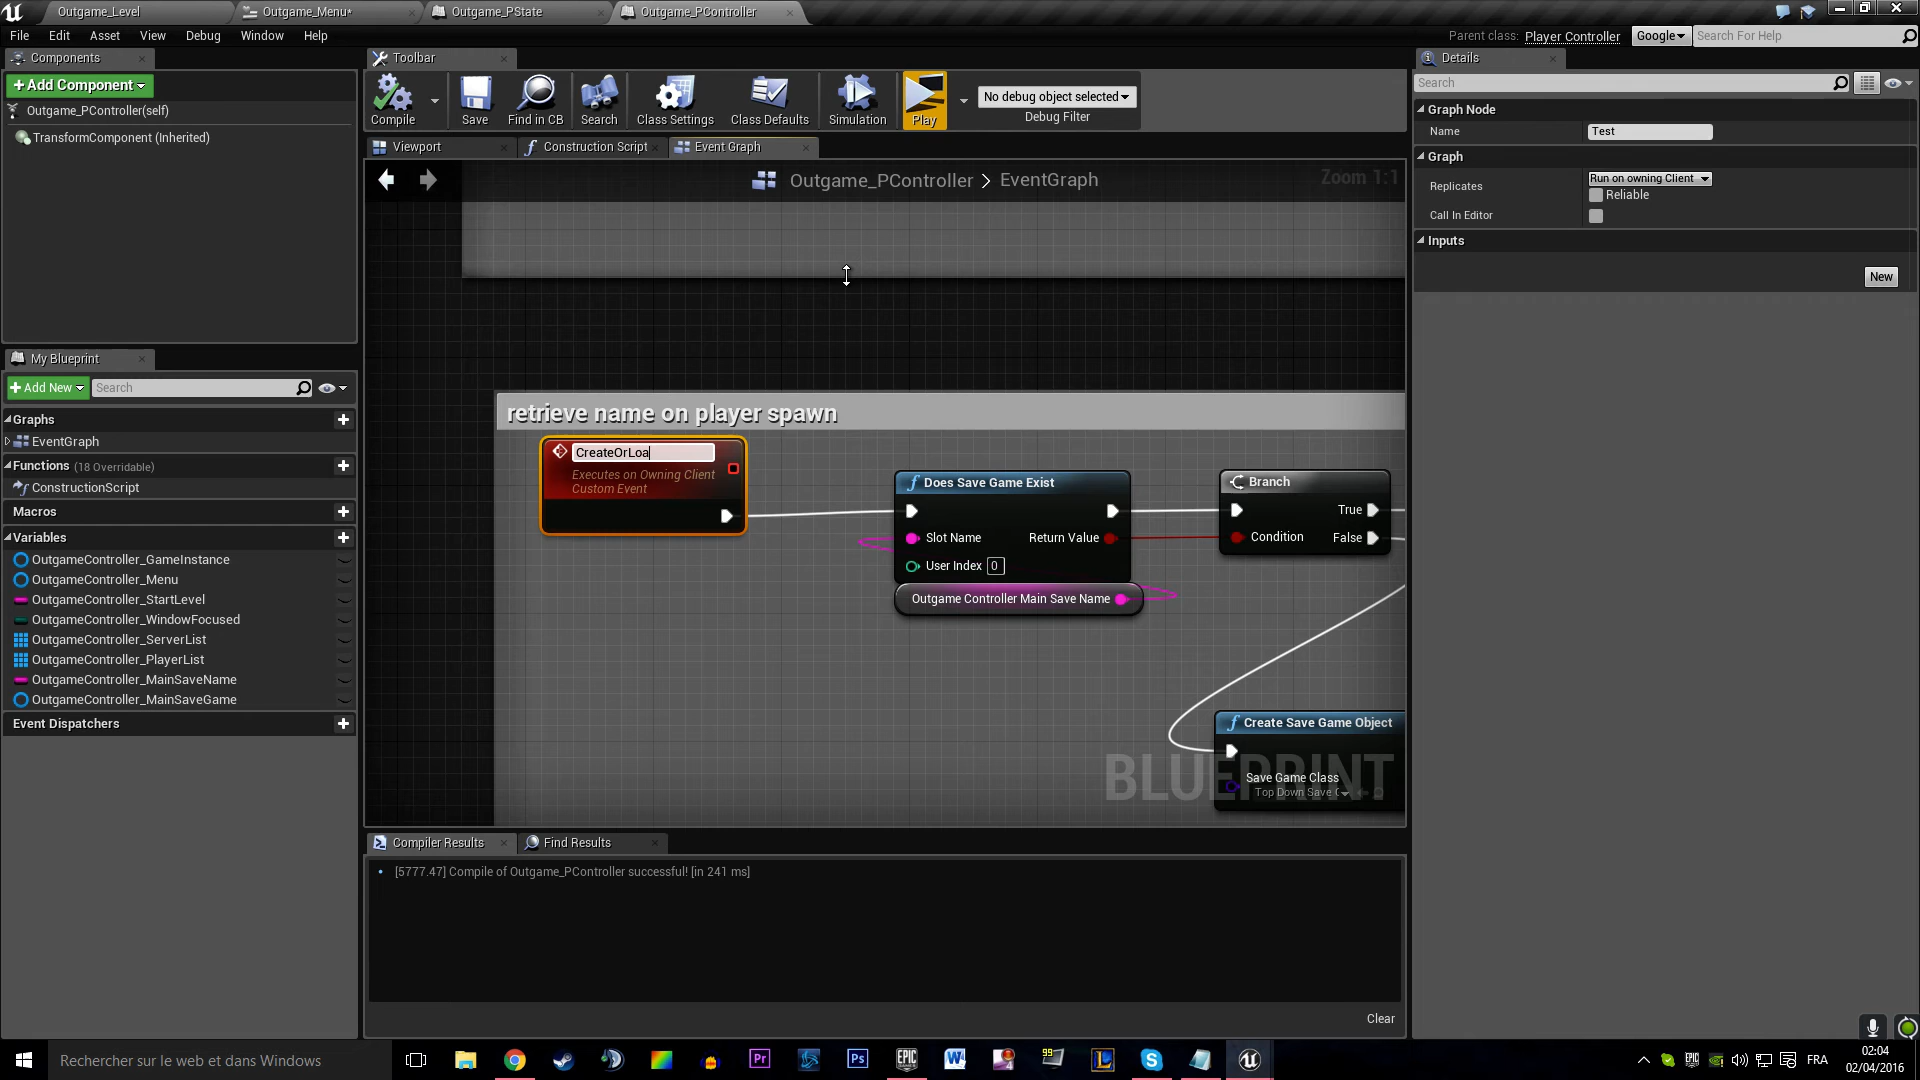 Outgame_Level
Outgame_Menu*
Outgame_PState
Outgame_PController
File Edit Asset View Debug Window Help
Parent class: Player Controller
Google
Search For Help
Components
+Add Component
Outgame_PController(self)
TransformComponent (Inherited)
My Blueprint
+Add New
Search
Graphs
EventGraph
Functions (18 Overridable)
ConstructionScript
Macros
Variables
OutgameController_GameInstance
OutgameController_Menu
OutgameController_StartLevel
OutgameController_WindowFocused
OutgameController_ServerList
OutgameController_PlayerList
OutgameController_MainSaveName
OutgameController_MainSaveGame
Event Dispatchers
Toolbar
Compile
Save
Find in CB
Search
Class Settings
Class Defaults
Simulation
Play
No debug object selected
Debug Filter
Viewport
Construction Script
Event Graph
Outgame_PController > EventGraph
Zoom 1:1
retrieve name on player spawn
CreateOrLoa
Executes on Owning Client
Custom Event
Does Save Game Exist
Slot Name
Return Value
User Index 0
Outgame Controller Main Save Name
Branch
True
Condition
False
Create Save Game Object
Save Game Class
BLUEPRINT
Compiler Results
Find Results
[5777.47] Compile of Outgame_PController successful! [in 241 ms]
Clear
Details
Search
Graph Node
Name
Test
Graph
Replicates
Run on owning Client
Reliable
Call In Editor
Inputs
New
Rechercher sur le web et dans Windows
FRA
02:04
02/04/2016